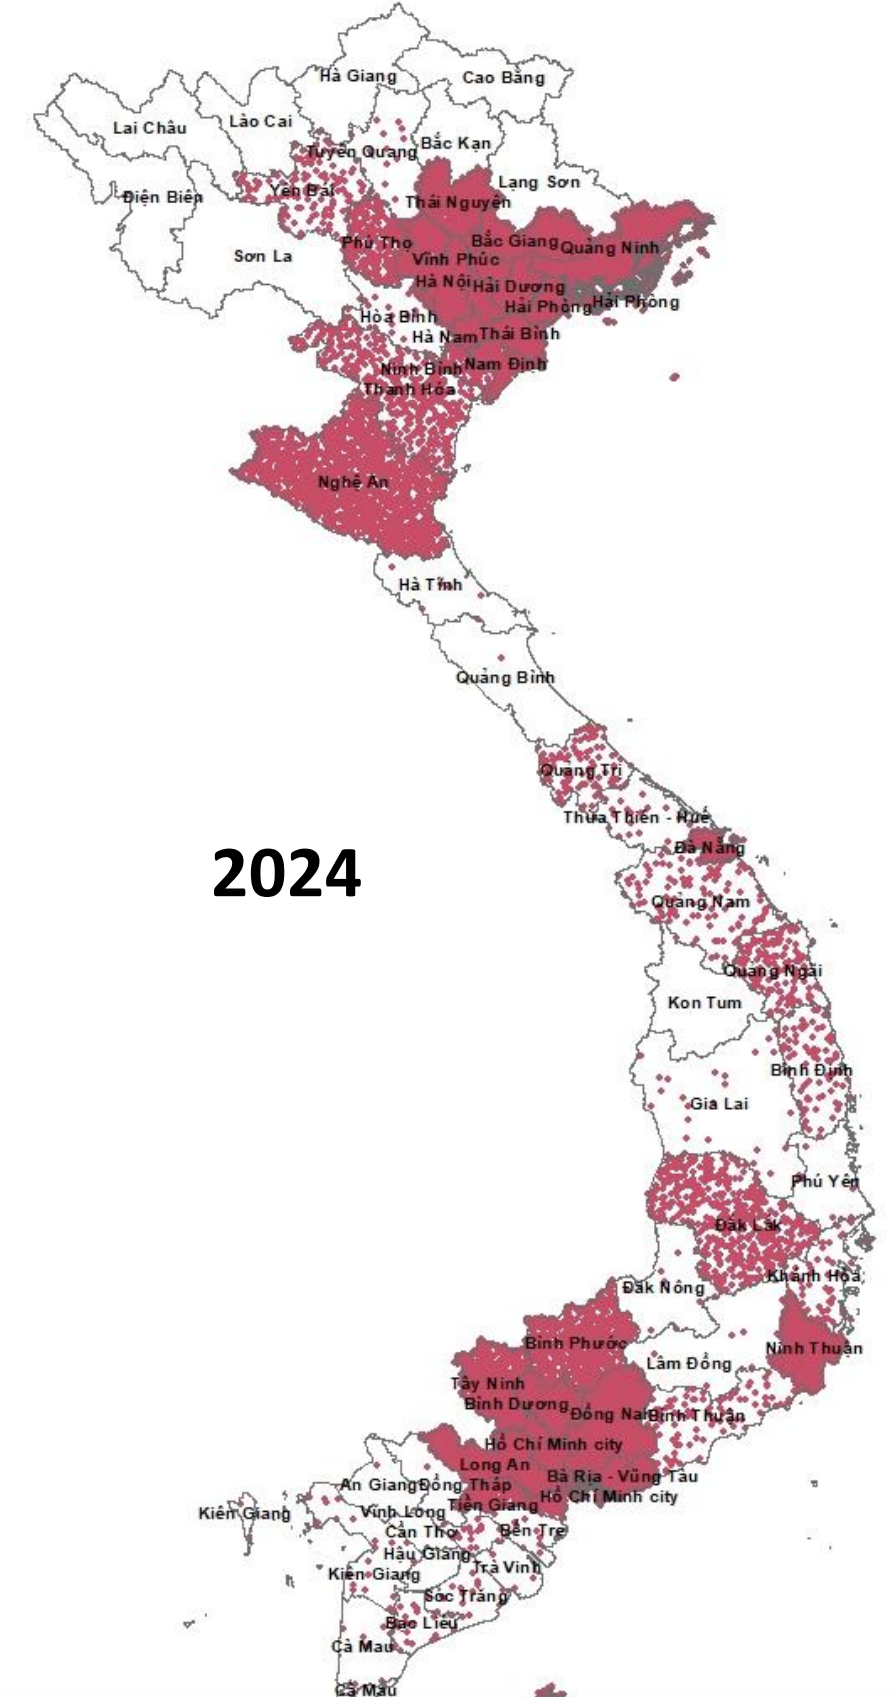 Hà Giang
Cao Bằng
Lào Cai
Lai Châu
Bắc Kạn
Tuyên Quang
Lạng Sơn
Yên Bái
Điện Biên
Thái Nguyên
Phú Thọ
Bắc Giang
Quảng Ninh
Sơn La
Vĩnh Phúc
Hà Nội
Hải Dương
Hải Phòng
Hải Phòng
Hòa Bình
Hà Nam
Thái Bình
Ninh Bình
Nam Định
Thanh Hóa
Nghệ An
Hà Tĩnh
Quảng Bình
Quảng Trị
Thừa Thiên - Huế
Đà Nẵng
2024
Quảng Nam
Quảng Ngãi
Kon Tum
Bình Định
Gia Lai
Phú Yên
Đăk Lăk
Khánh Hòa
Đăk Nông
Bình Phước
Ninh Thuận
Lâm Đồng
Tây Ninh
Bình Dương
Đồng Nai
Bình Thuận
Hồ Chí Minh city
Long An
Bà Rịa - Vũng Tàu
An Giang
Đồng Tháp
Hồ Chí Minh city
Tiền Giang
Kiên Giang
Vĩnh Long
Cần Thơ
Bến Tre
Hậu Giang
Trà Vinh
Kiên Giang
Sóc Trăng
Bạc Liêu
Cà Mau
Cà Mau